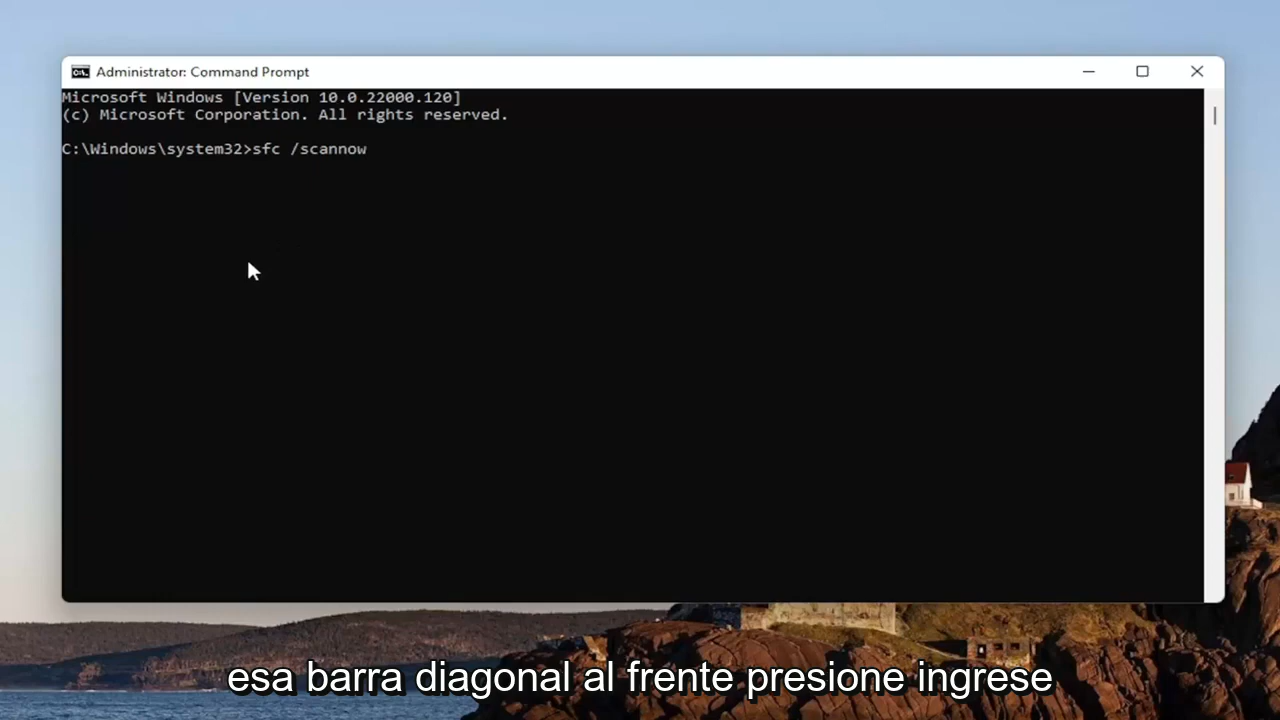 Administrator: Command Prompt
Microsoft Windows [Version 10.0.22000.120]
(c) Microsoft Corporation. All rights reserved.
C:\Windows\system32>sfc /scannow
esa barra diagonal al frente presione ingrese